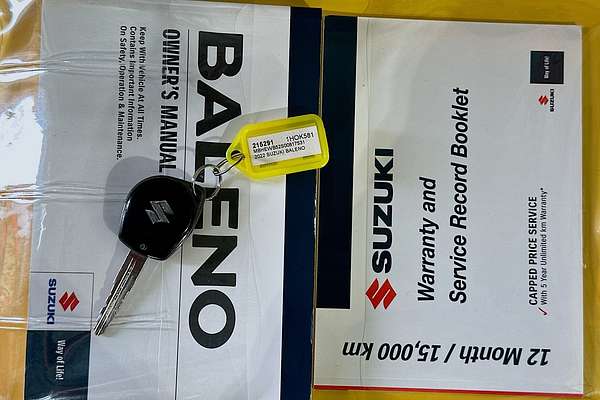 BALENO
OWNER'S MANUAL
Keep With Vehicle At All Times.
Contains Important Information
On Safety, Operation & Maintenance.
SUZUKI
Way of Life!
215291 1HOK581
2022 SUZUKI BALENO
SUZUKI
Warranty and
Service Record Booklet
CAPPED PRICE SERVICE
✓ With 5 Year Unlimited km Warranty*
12 Month / 15,000 km
Way of Life!
SUZUKI